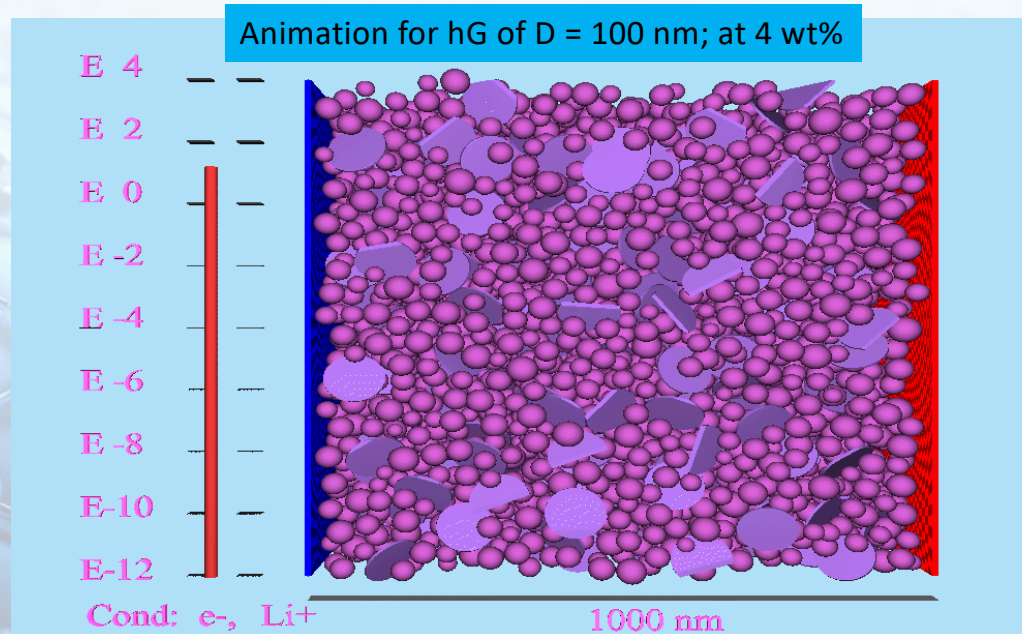 Animation for hG of D = 100 nm; at 4 wt%
E 4
E 2
E 0
E -2
E -4
E -6
E -8
E-10
E-12
Cond: e-, Li+
1000 nm